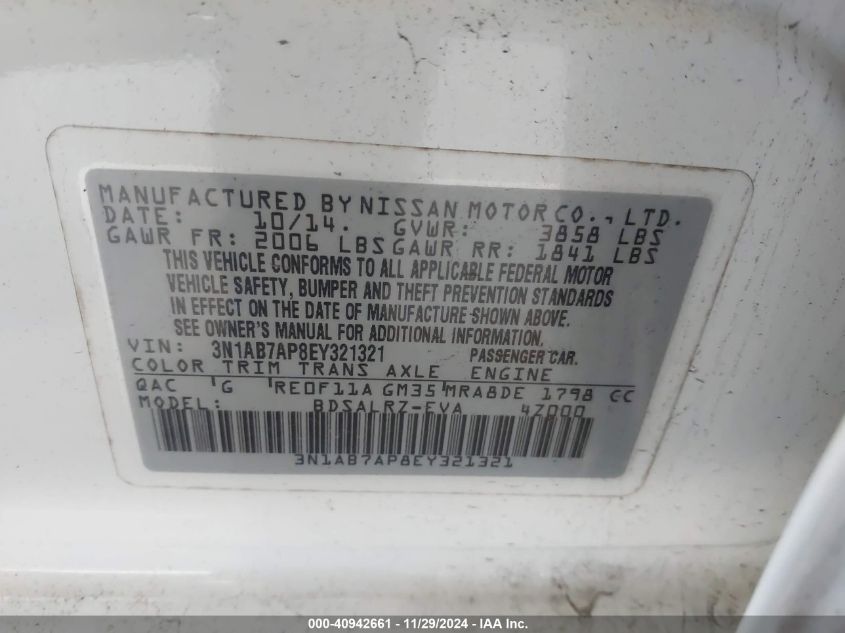 MANUFACTURED BY NISSAN MOTOR CO., LTD.
DATE: 10/14. GVWR: 3858 LBS
GAWR FR: 2006 LBS GAWR RR: 1841 LBS
THIS VEHICLE CONFORMS TO ALL APPLICABLE FEDERAL MOTOR
VEHICLE SAFETY, BUMPER AND THEFT PREVENTION STANDARDS
IN EFFECT ON THE DATE OF MANUFACTURE SHOWN ABOVE.
SEE OWNER'S MANUAL FOR ADDITIONAL INFORMATION.
VIN: 3N1AB7AP8EY321321 PASSENGER CAR.
COLOR TRIM TRANS AXLE ENGINE
QAC G RE0F11A GM35 MRA8DE 1798 CC
MODEL: BDSALRZ-EVA 4Z000
3N1AB7AP8EY321321
000-40942661 - 11/29/2024 - IAA Inc.